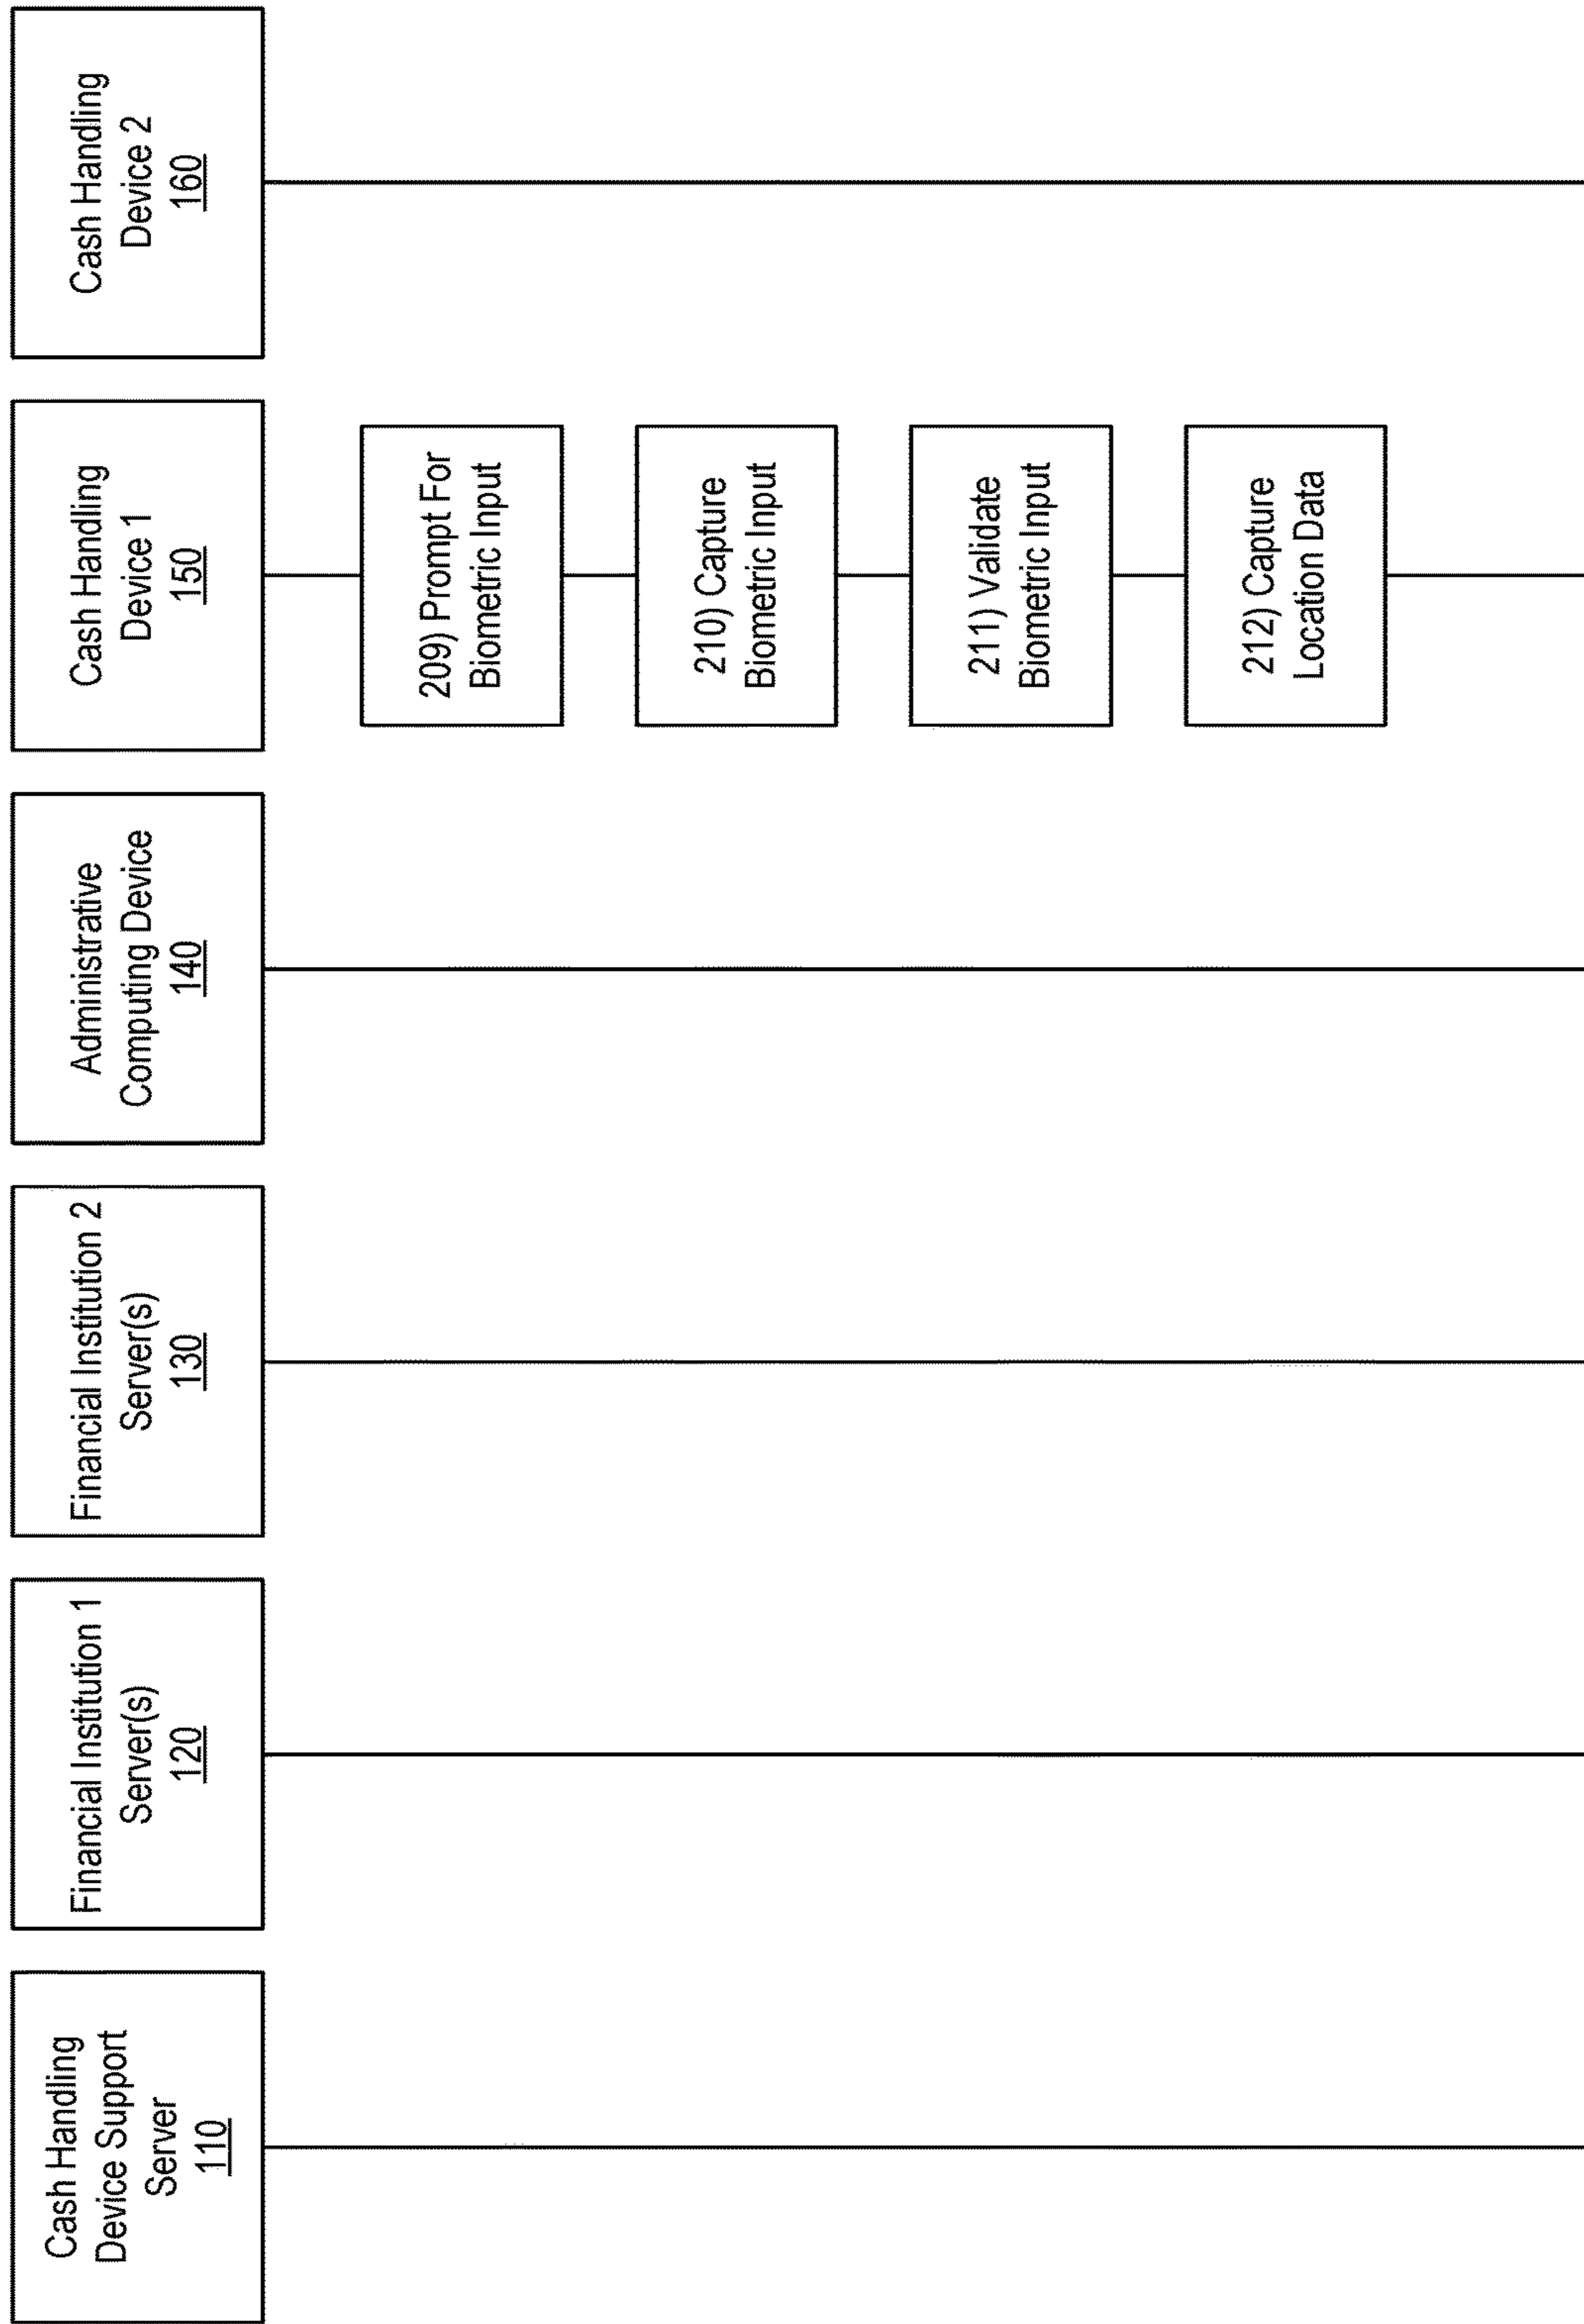 Cash Handling
Device Support
Server
110
Financial Institution 1
Server(s)
120
Financial Institution 2
Server(s)
130
Administrative
Computing Device
140
Cash Handling
Device 1
150
Cash Handling
Device 2
160
209) Prompt For
Biometric Input
210) Capture
Biometric Input
211) Validate
Biometric Input
212) Capture
Location Data